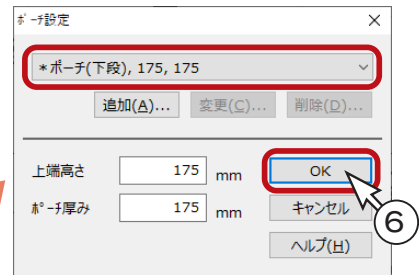 ﾎﾟｰﾁ設定
*ポーチ(下段), 175, 175
追加(A)... 変更(C)... 削除(D)...
上端高さ 175 mm OK
ﾎﾟｰﾁ厚み 175 mm キャンセル
6
ヘルプ(H)